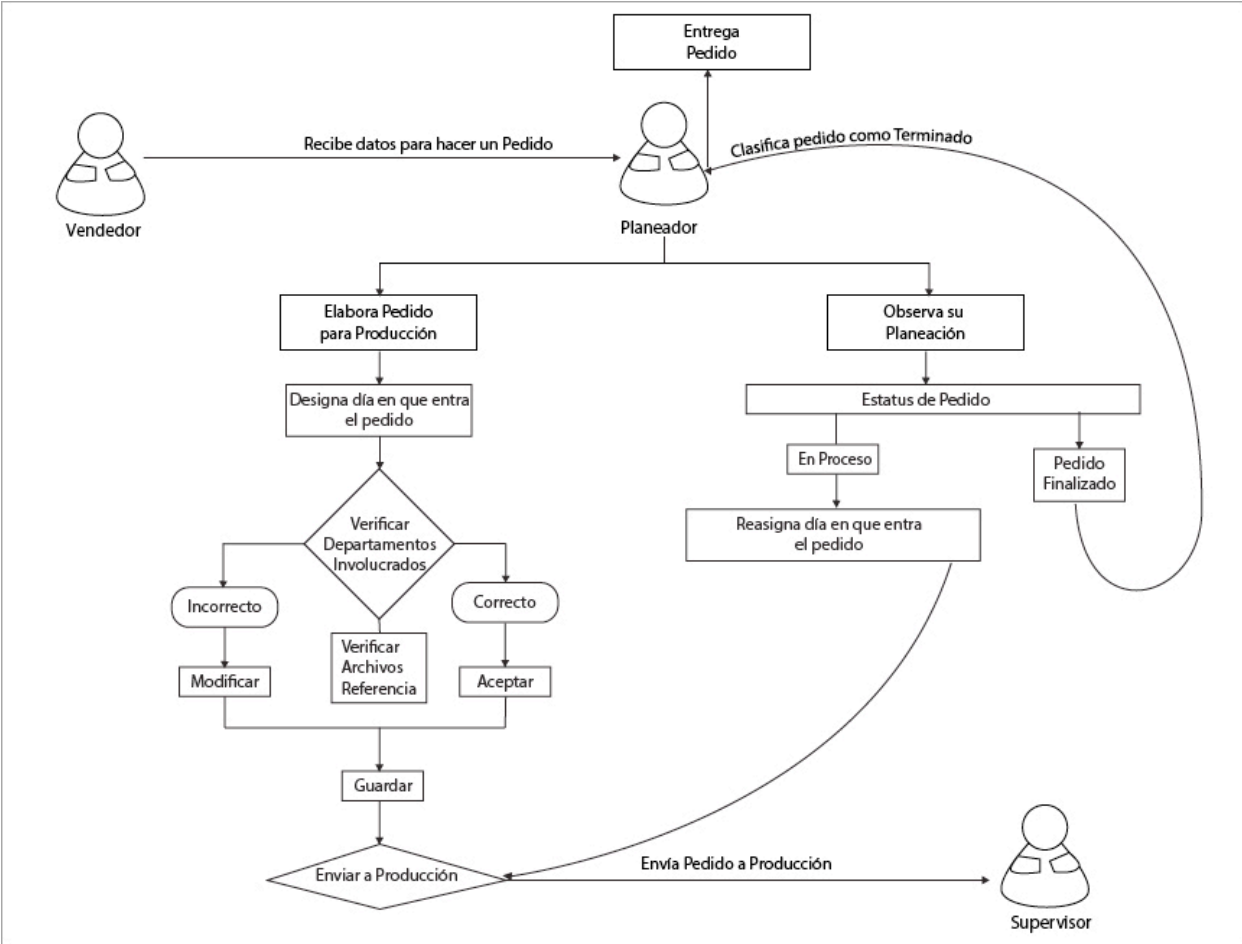 Entrega
Pedido
Recibe datos para hacer un Pedido
Clasifica pedido como Terminado
Vendedor
Planeador
Elabora Pedido
para Producción
Observa su
Planeación
Designa día en que entra
el pedido
Estatus de Pedido
En Proceso
Pedido
Finalizado
Verificar
Departamentos
Involucrados
Reasigna día en que entra
el pedido
Incorrecto
Correcto
Verificar
Archivos
Referencia
Modificar
Aceptar
Guardar
Enviar a Producción
Envía Pedido a Producción
Supervisor